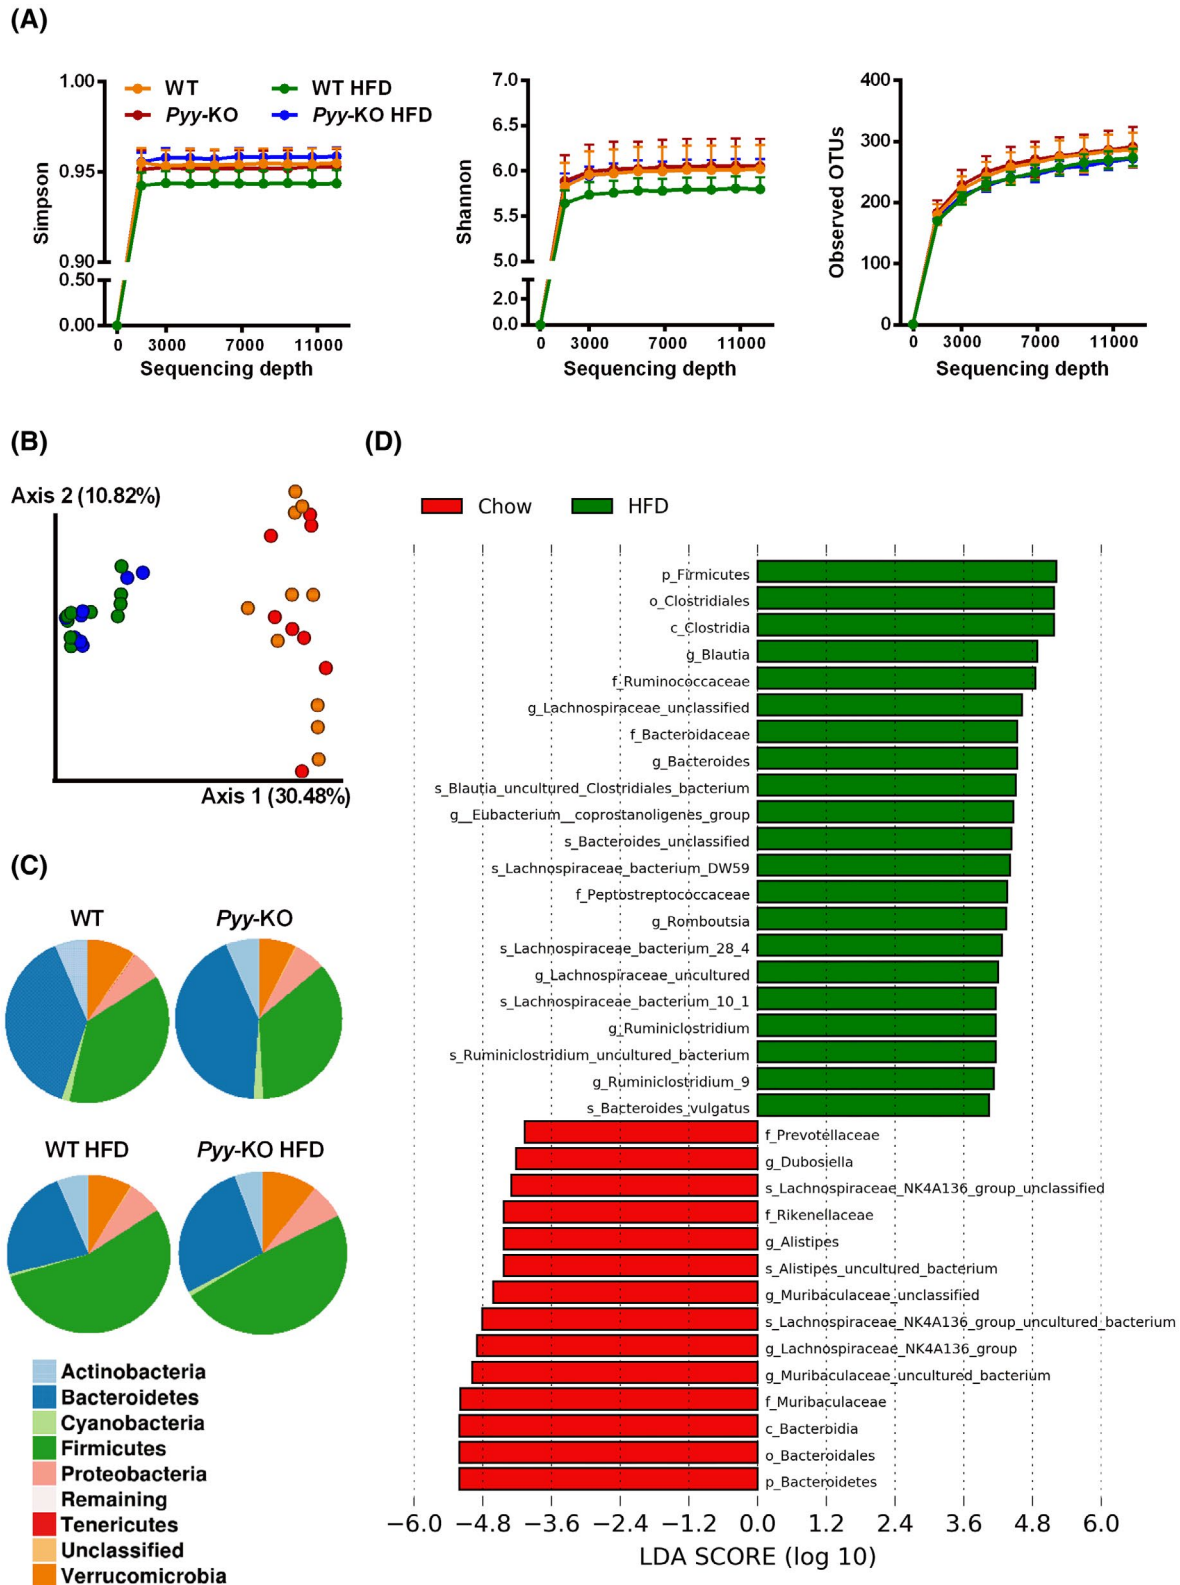 (A)
1.00
0.95
0.90
0.50
0.00
Simpson
WT
Pyy-KO
WT HFD
Pyy-KO HFD
0 3000 7000 11000
Sequencing depth
7.0
6.5
6.0
5.5
5.0
2.0
0.0
Shannon
0 3000 7000 11000
Sequencing depth
400
300
200
100
0
Observed OTUs
0 3000 7000 11000
Sequencing depth
(B)
Axis 2 (10.82%)
Axis 1 (30.48%)
(C)
WT
Pyy-KO
WT HFD
Pyy-KO HFD
Actinobacteria
Bacteroidetes
Cyanobacteria
Firmicutes
Proteobacteria
Remaining
Tenericutes
Unclassified
Verrucomicrobia
(D)
Chow
HFD
p_Firmicutes
o_Clostridiales
c_Clostridia
g_Blautia
f_Ruminococcaceae
g_Lachnospiraceae_unclassified
f_Bacteroidaceae
g_Bacteroides
s_Blautia_uncultured_Clostridiales_bacterium
g__Eubacterium__coprostanoligenes_group
s_Bacteroides_unclassified
s_Lachnospiraceae_bacterium_DW59
f_Peptostreptococcaceae
g_Romboutsia
s_Lachnospiraceae_bacterium_28_4
g_Lachnospiraceae_uncultured
s_Lachnospiraceae_bacterium_10_1
g_Ruminiclostridium
s_Ruminiclostridium_uncultured_bacterium
g_Ruminiclostridium_9
s_Bacteroides_vulgatus
f_Prevotellaceae
g_Dubosiella
s_Lachnospiraceae_NK4A136_group_unclassified
f_Rikenellaceae
g_Alistipes
s_Alistipes_uncultured_bacterium
g_Muribaculaceae_unclassified
s_Lachnospiraceae_NK4A136_group_uncultured_bacterium
g_Lachnospiraceae_NK4A136_group
g_Muribaculaceae_uncultured_bacterium
f_Muribaculaceae
c_Bacteroidia
o_Bacteroidales
p_Bacteroidetes
−6.0 −4.8 −3.6 −2.4 −1.2 0.0 1.2 2.4 3.6 4.8 6.0
LDA SCORE (log 10)